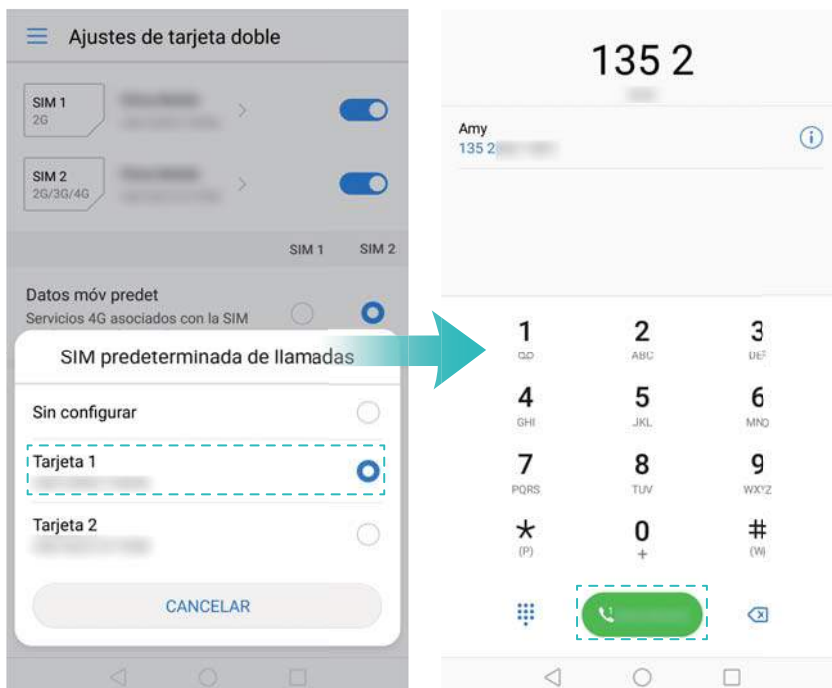 Ajustes de tarjeta doble
SIM 1
2G
SIM 2
2G/3G/4G
SIM 1 SIM 2
Datos móv predet
Servicios 4G asociados con la SIM
SIM predeterminada de llamadas
Sin configurar
Tarjeta 1
Tarjeta 2
CANCELAR
135 2
Amy
135 2
1 2 3
ABC DEF
4 5 6
GHI JKL MNO
7 8 9
PQRS TUV WXYZ
* 0 #
(P) + (W)
1